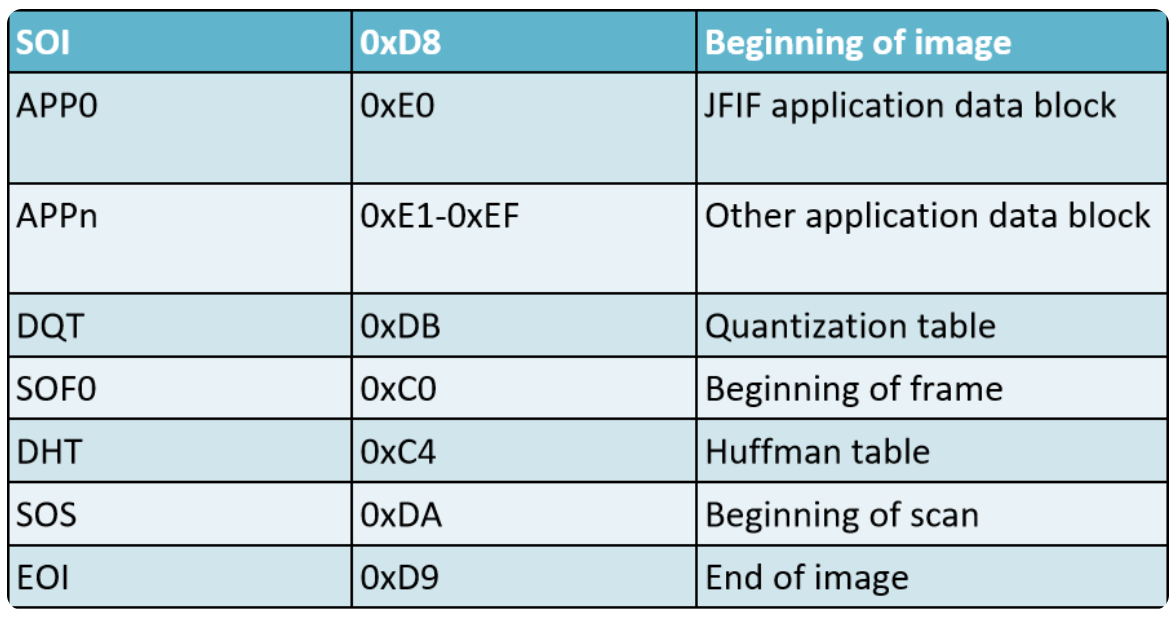 SOI 0xD8 Beginning of image
APP0 0xE0 JFIF application data block
APPn 0xE1-0xEF Other application data block
DQT 0xDB Quantization table
SOF0 0xC0 Beginning of frame
DHT 0xC4 Huffman table
SOS 0xDA Beginning of scan
EOI 0xD9 End of image